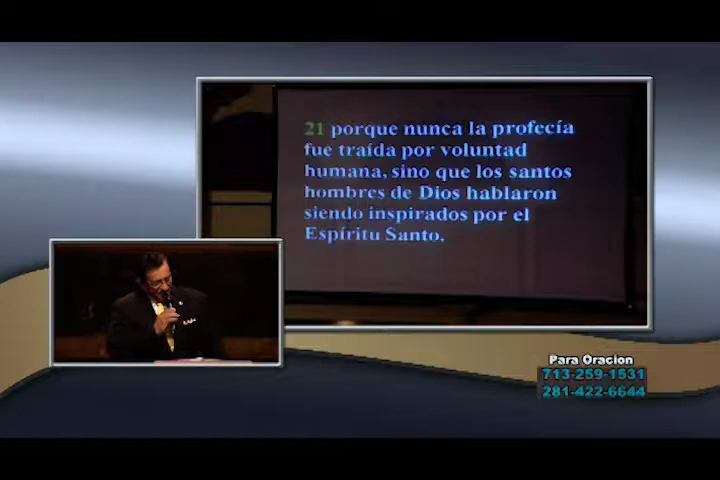 21 porque nunca la profecía
fue traída por voluntad
humana, sino que los santos
hombres de Dios hablaron
siendo inspirados por el
Espíritu Santo,
Para Oracion
713-259-1531
281-422-6644